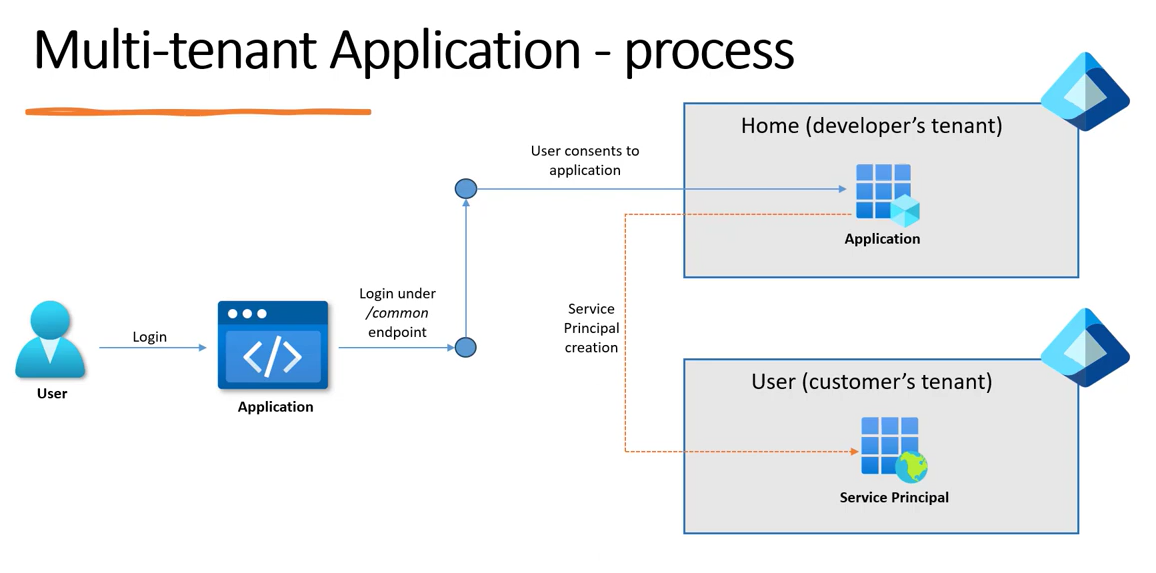 Multi-tenant Application - process
Home (developer's tenant)
User consents to
application
Application
Login under
/common
endpoint
Login
User
Application
Service
Principal
creation
User (customer's tenant)
Service Principal